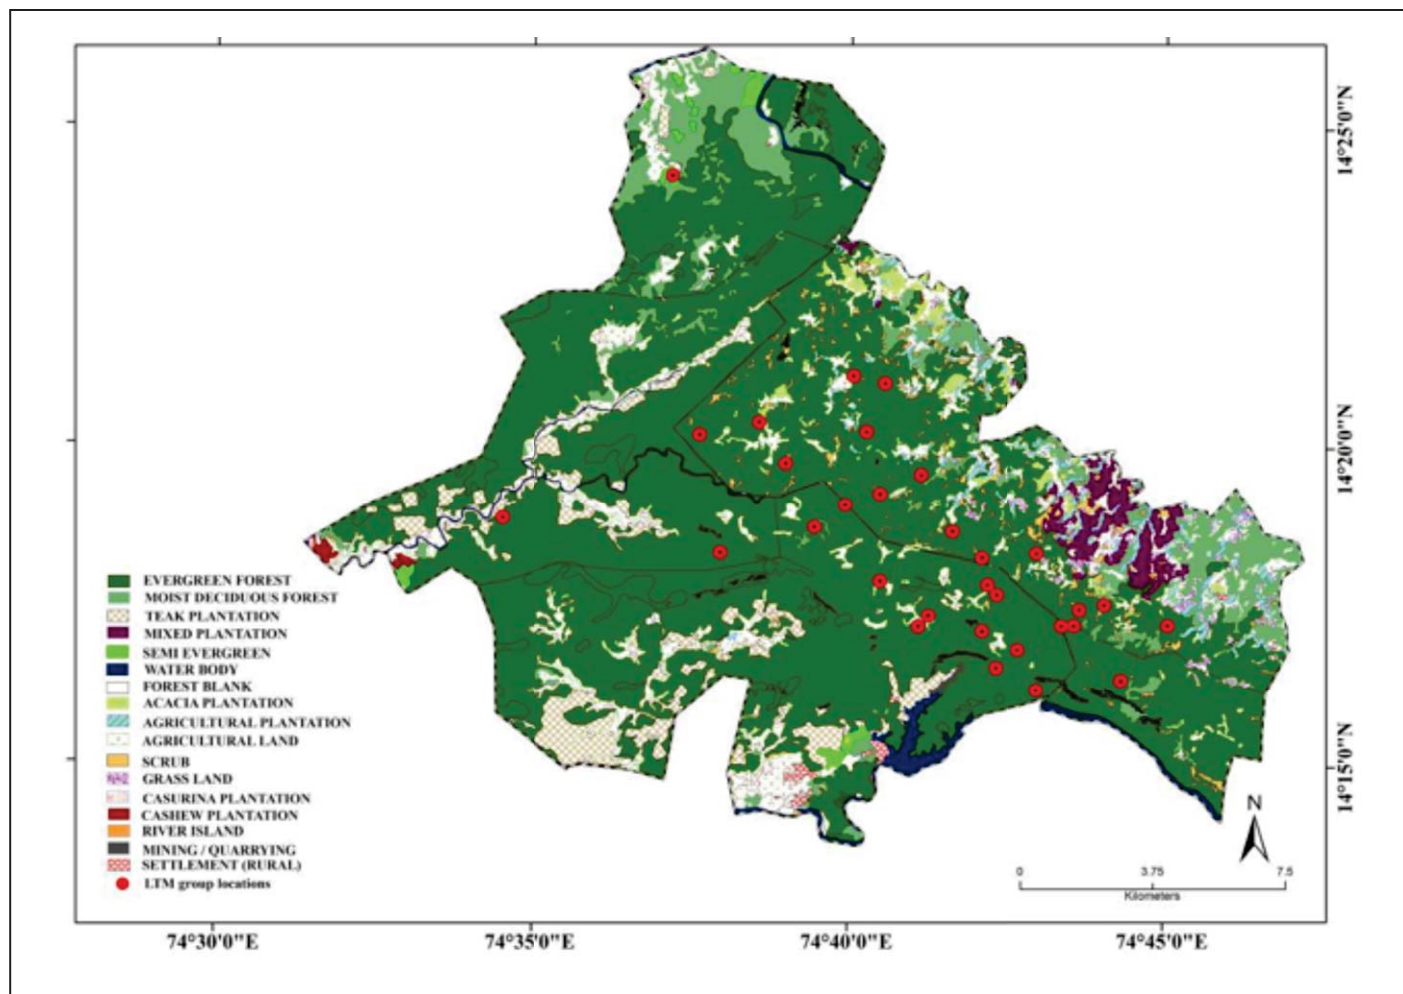 14°25'0"N
14°20'0"N
14°15'0"N
EVERGREEN FOREST
MOIST DECIDUOUS FOREST
TEAK PLANTATION
MIXED PLANTATION
SEMI EVERGREEN
WATER BODY
FOREST BLANK
ACACIA PLANTATION
AGRICULTURAL PLANTATION
AGRICULTURAL LAND
SCRUB
GRASS LAND
CASURINA PLANTATION
CASHEW PLANTATION
RIVER ISLAND
MINING / QUARRYING
SETTLEMENT (RURAL)
LTM group locations
N
0 3.75 7.5
Kilometers
74°30'0"E 74°35'0"E 74°40'0"E 74°45'0"E